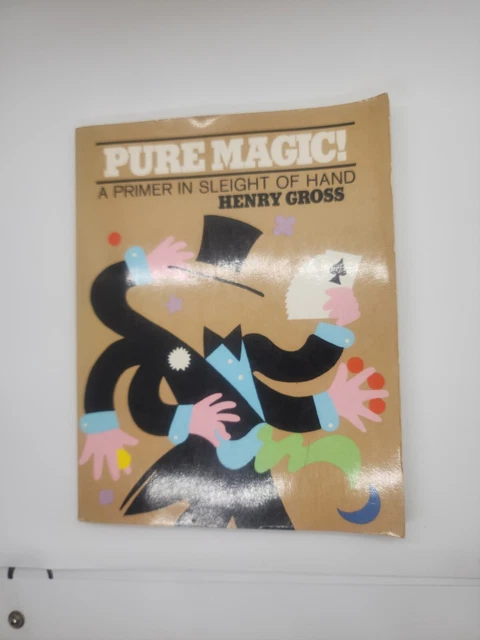 PURE MAGIC!
A PRIMER IN SLEIGHT OF HAND
HENRY GROSS